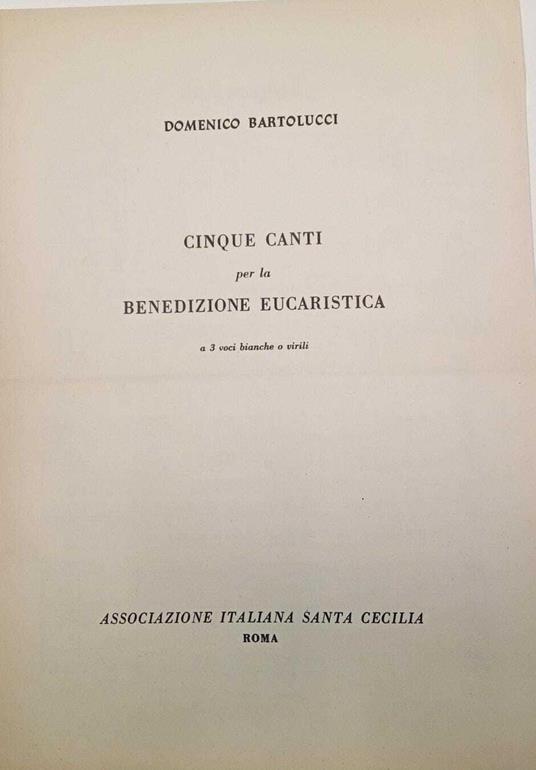 DOMENICO BARTOLUCCI
CINQUE CANTI
per la
BENEDIZIONE EUCARISTICA
a 3 voci bianche o virili
ASSOCIAZIONE ITALIANA SANTA CECILIA
ROMA